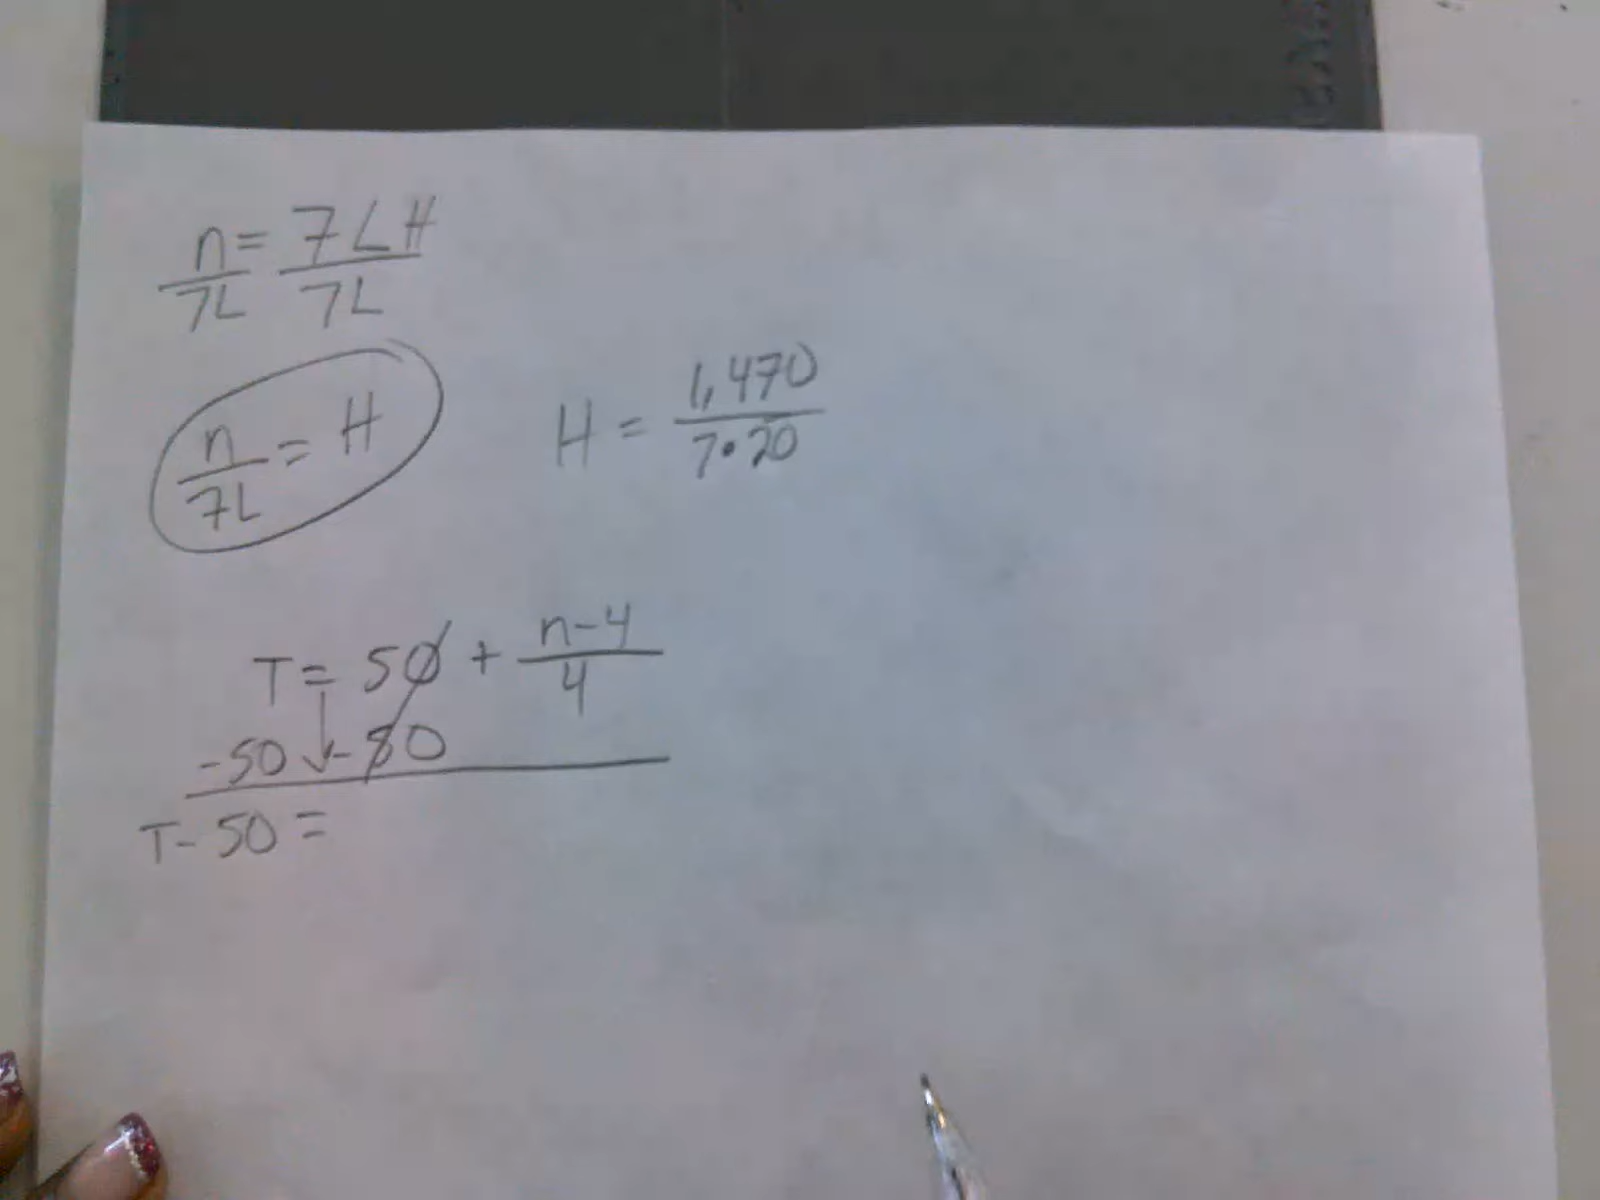 n = 7LH
7L 7L
n/7L = H
H = 1,470/7•20
T = 50 + n-4/4
-50 -50
T - 50 =